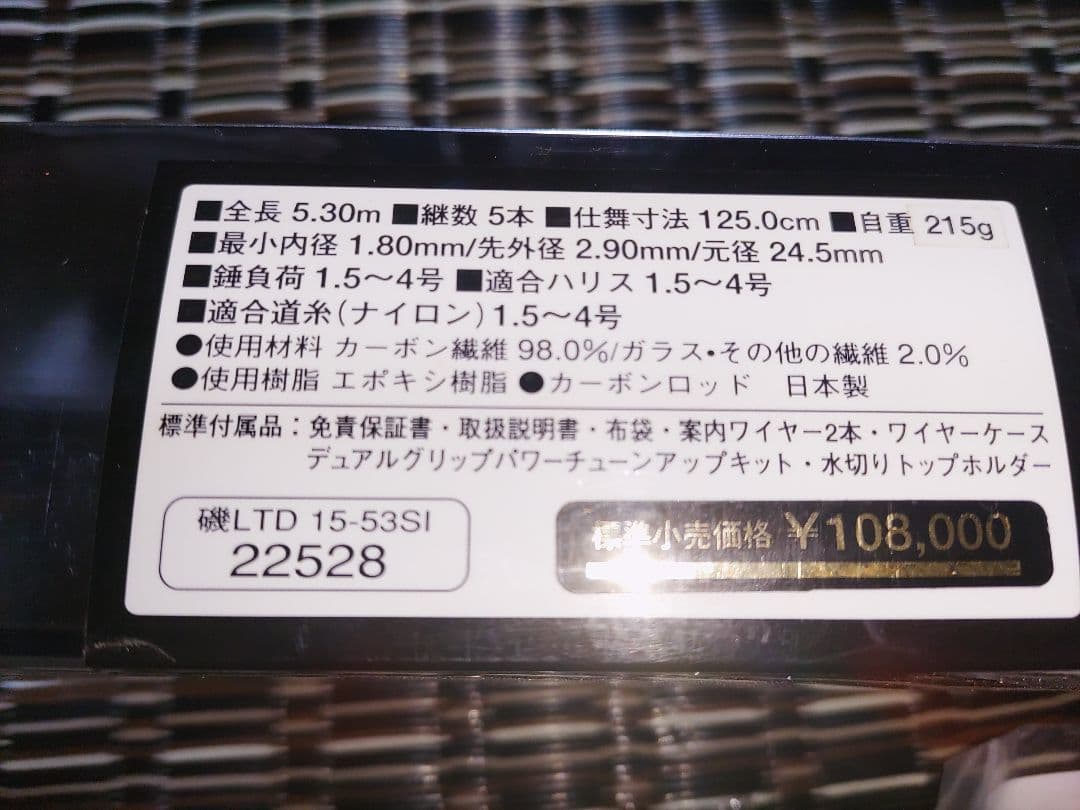 ■全長 5.30m ■継数 5本 ■仕舞寸法 125.0cm ■自重 215g
■最小内径 1.80mm/先外径 2.90mm/元径 24.5mm
■錘負荷 1.5〜4号 ■適合ハリス 1.5〜4号
■適合道糸(ナイロン) 1.5〜4号
●使用材料 カーボン繊維 98.0%/ガラス・その他の繊維 2.0%
●使用樹脂 エポキシ樹脂 ●カーボンロッド 日本製
標準付属品：免責保証書・取扱説明書・布袋・案内ワイヤー2本・ワイヤーケース
デュアルグリップパワーチューンアップキット・水切りトップホルダー
磯LTD 15-53SI
22528
標準小売価格 ¥108,000